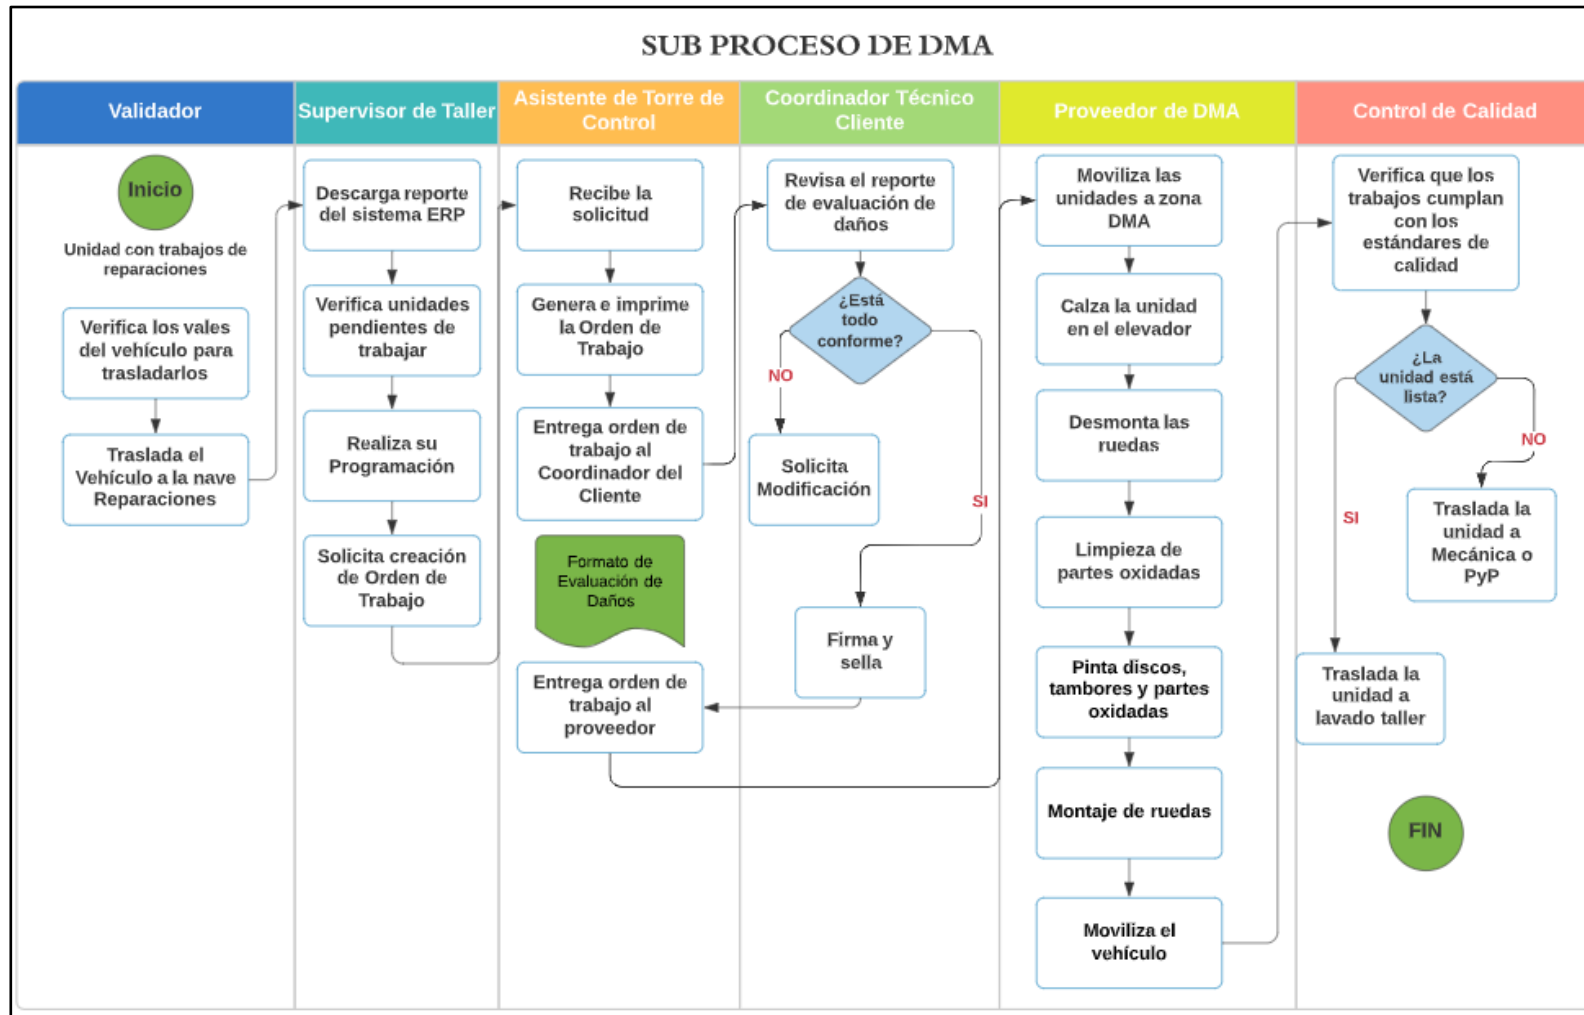 SUB PROCESO DE DMA
Validador
Supervisor de Taller
Asistente de Torre de
Control
Coordinador Técnico
Cliente
Proveedor de DMA
Control de Calidad
Inicio
Unidad con trabajos de
reparaciones
Verifica los vales
del vehículo para
trasladarlos
Traslada el
Vehículo a la nave
Reparaciones
Descarga reporte
del sistema ERP
Verifica unidades
pendientes de
trabajar
Realiza su
Programación
Solicita creación
de Orden de
Trabajo
Recibe la
solicitud
Genera e imprime
la Orden de
Trabajo
Entrega orden de
trabajo al
Coordinador del
Cliente
Formato de
Evaluación de
Daños
Entrega orden de
trabajo al
proveedor
Revisa el reporte
de evaluación de
daños
¿Está
todo
conforme?
NO
Solicita
Modificación
SI
Firma y
sella
Moviliza las
unidades a zona
DMA
Calza la unidad
en el elevador
Desmonta las
ruedas
Limpieza de
partes oxidadas
Pinta discos,
tambores y partes
oxidadas
Montaje de ruedas
Moviliza el
vehículo
Verifica que los
trabajos cumplan
con los
estándares de
calidad
¿La
unidad está
lista?
NO
SI
Traslada la
unidad a
Mecánica o
PyP
Traslada la
unidad a
lavado taller
FIN